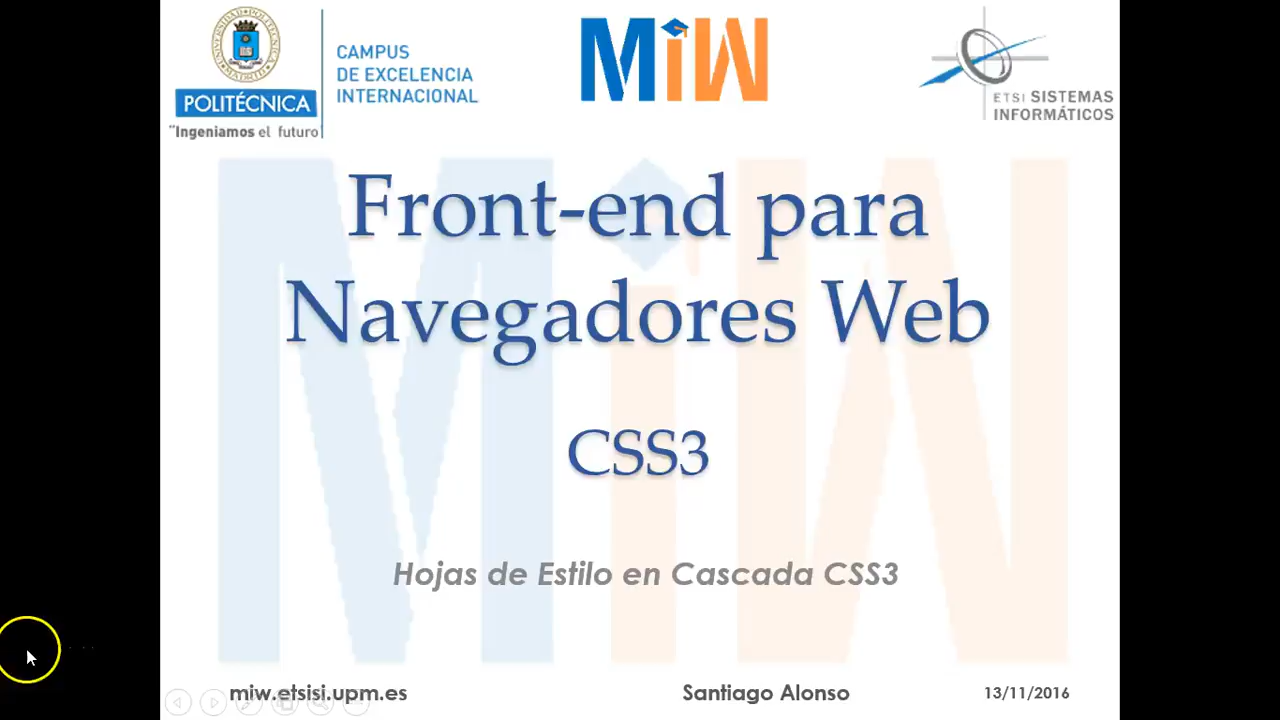 CAMPUS
DE EXCELENCIA
INTERNACIONAL
POLITÉCNICA
"Ingeniamos el futuro
MiW
ETSI SISTEMAS
INFORMÁTICOS
Front-end para
Navegadores Web
CSS3
Hojas de Estilo en Cascada CSS3
miw.etsisi.upm.es
Santiago Alonso
13/11/2016